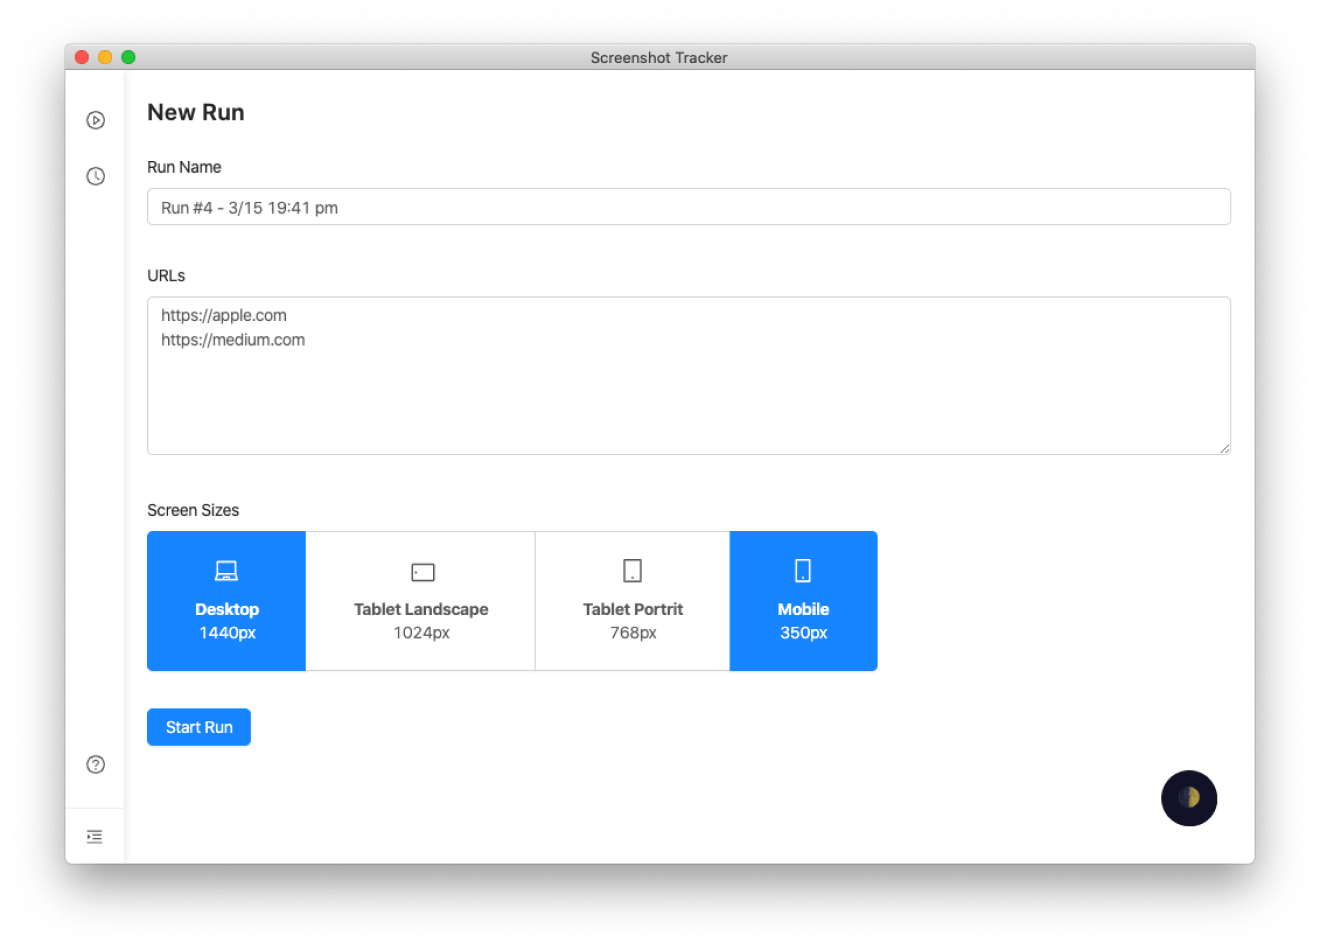 Screenshot Tracker
New Run
Run Name
Run #4 - 3/15 19:41 pm
URLs
https://apple.com
https://medium.com
Screen Sizes
Desktop
1440px
Tablet Landscape
1024px
Tablet Portrit
768px
Mobile
350px
Start Run